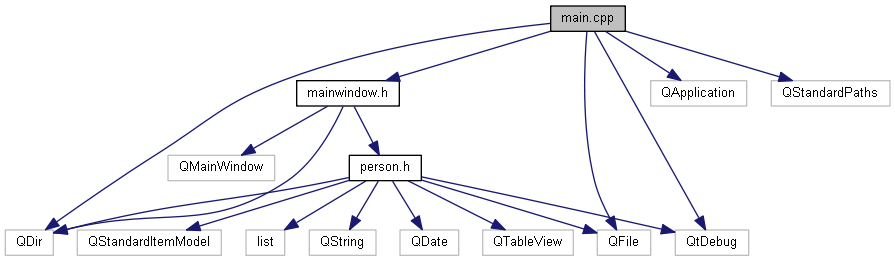 main.cpp
mainwindow.h
QApplication
QStandardPaths
QMainWindow
person.h
QDir
QStandardItemModel
list
QString
QDate
QTableView
QFile
QtDebug